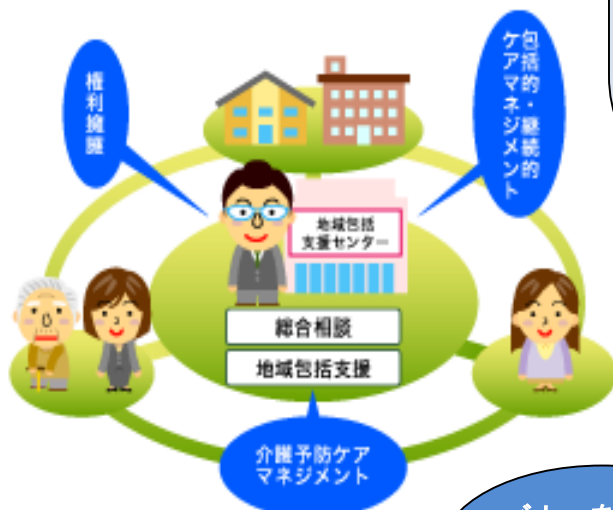 権利擁護
包括的・継続的
ケアマネジメント
地域包括
支援センター
総合相談
地域包括支援
介護予防ケア
マネジメント